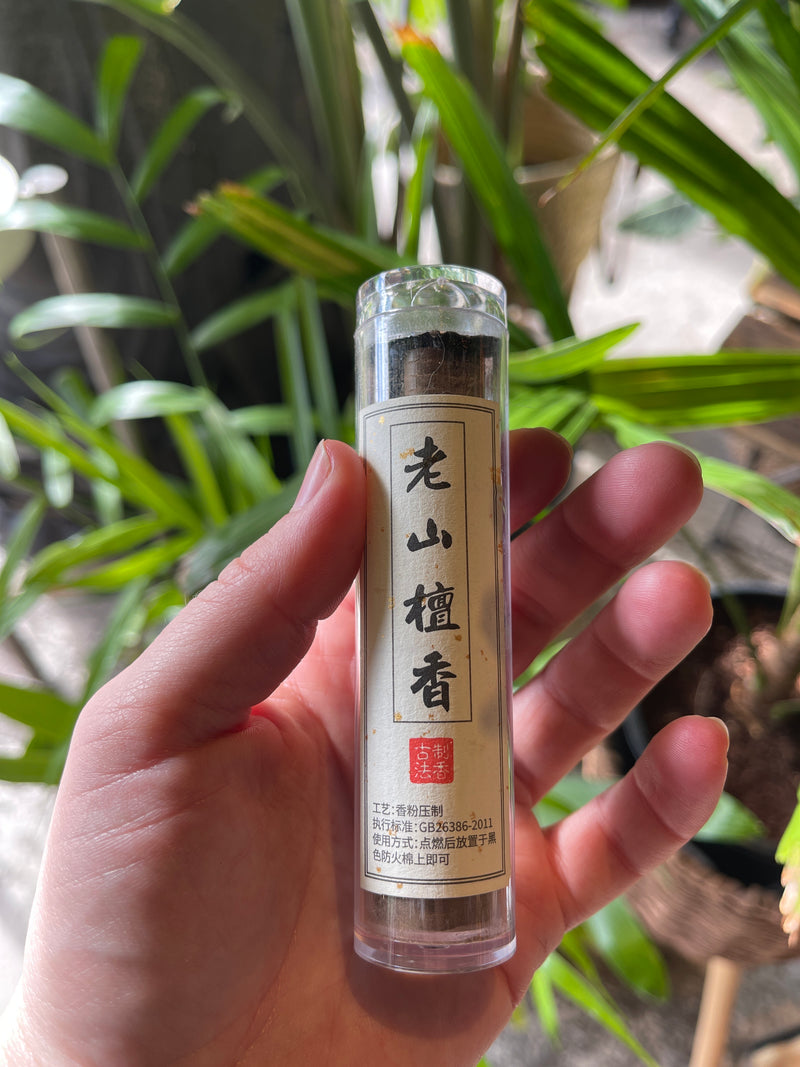 老山檀香
古法
制香
工艺：香粉压制
执行标准：GB26386-2011
使用方式：点燃后放置于黑
色防火棉上即可